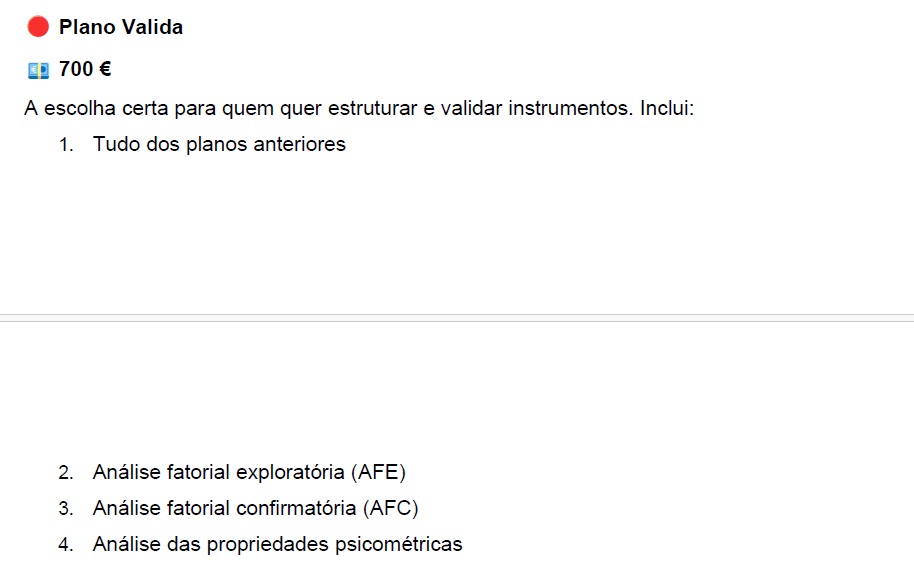 Plano Valida
700 €
A escolha certa para quem quer estruturar e validar instrumentos. Inclui:
1. Tudo dos planos anteriores
2. Análise fatorial exploratória (AFE)
3. Análise fatorial confirmatória (AFC)
4. Análise das propriedades psicométricas